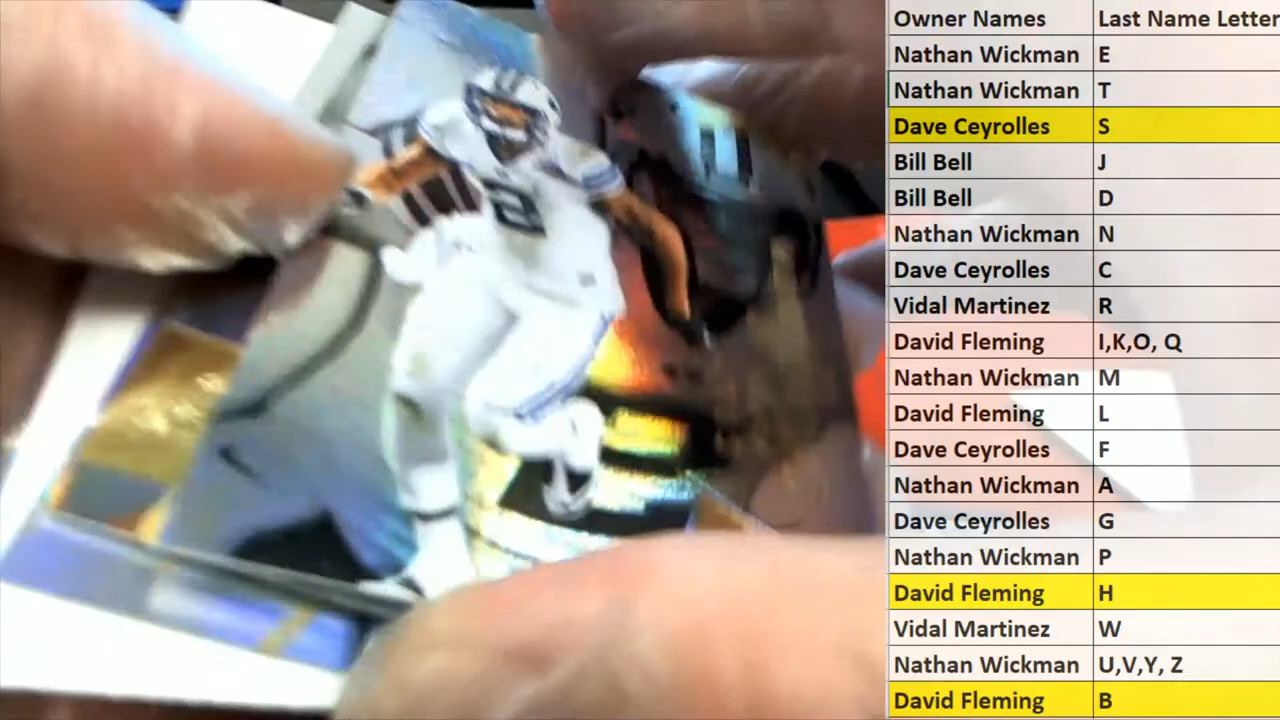 Owner Names Last Name Letter
Nathan Wickman E
Nathan Wickman T
Dave Ceyrolles S
Bill Bell J
Bill Bell D
Nathan Wickman N
Dave Ceyrolles C
Vidal Martinez R
David Fleming I,K,O, Q
Nathan Wickman M
David Fleming L
Dave Ceyrolles F
Nathan Wickman A
Dave Ceyrolles G
Nathan Wickman P
David Fleming H
Vidal Martinez W
Nathan Wickman U,V,Y, Z
David Fleming B
2